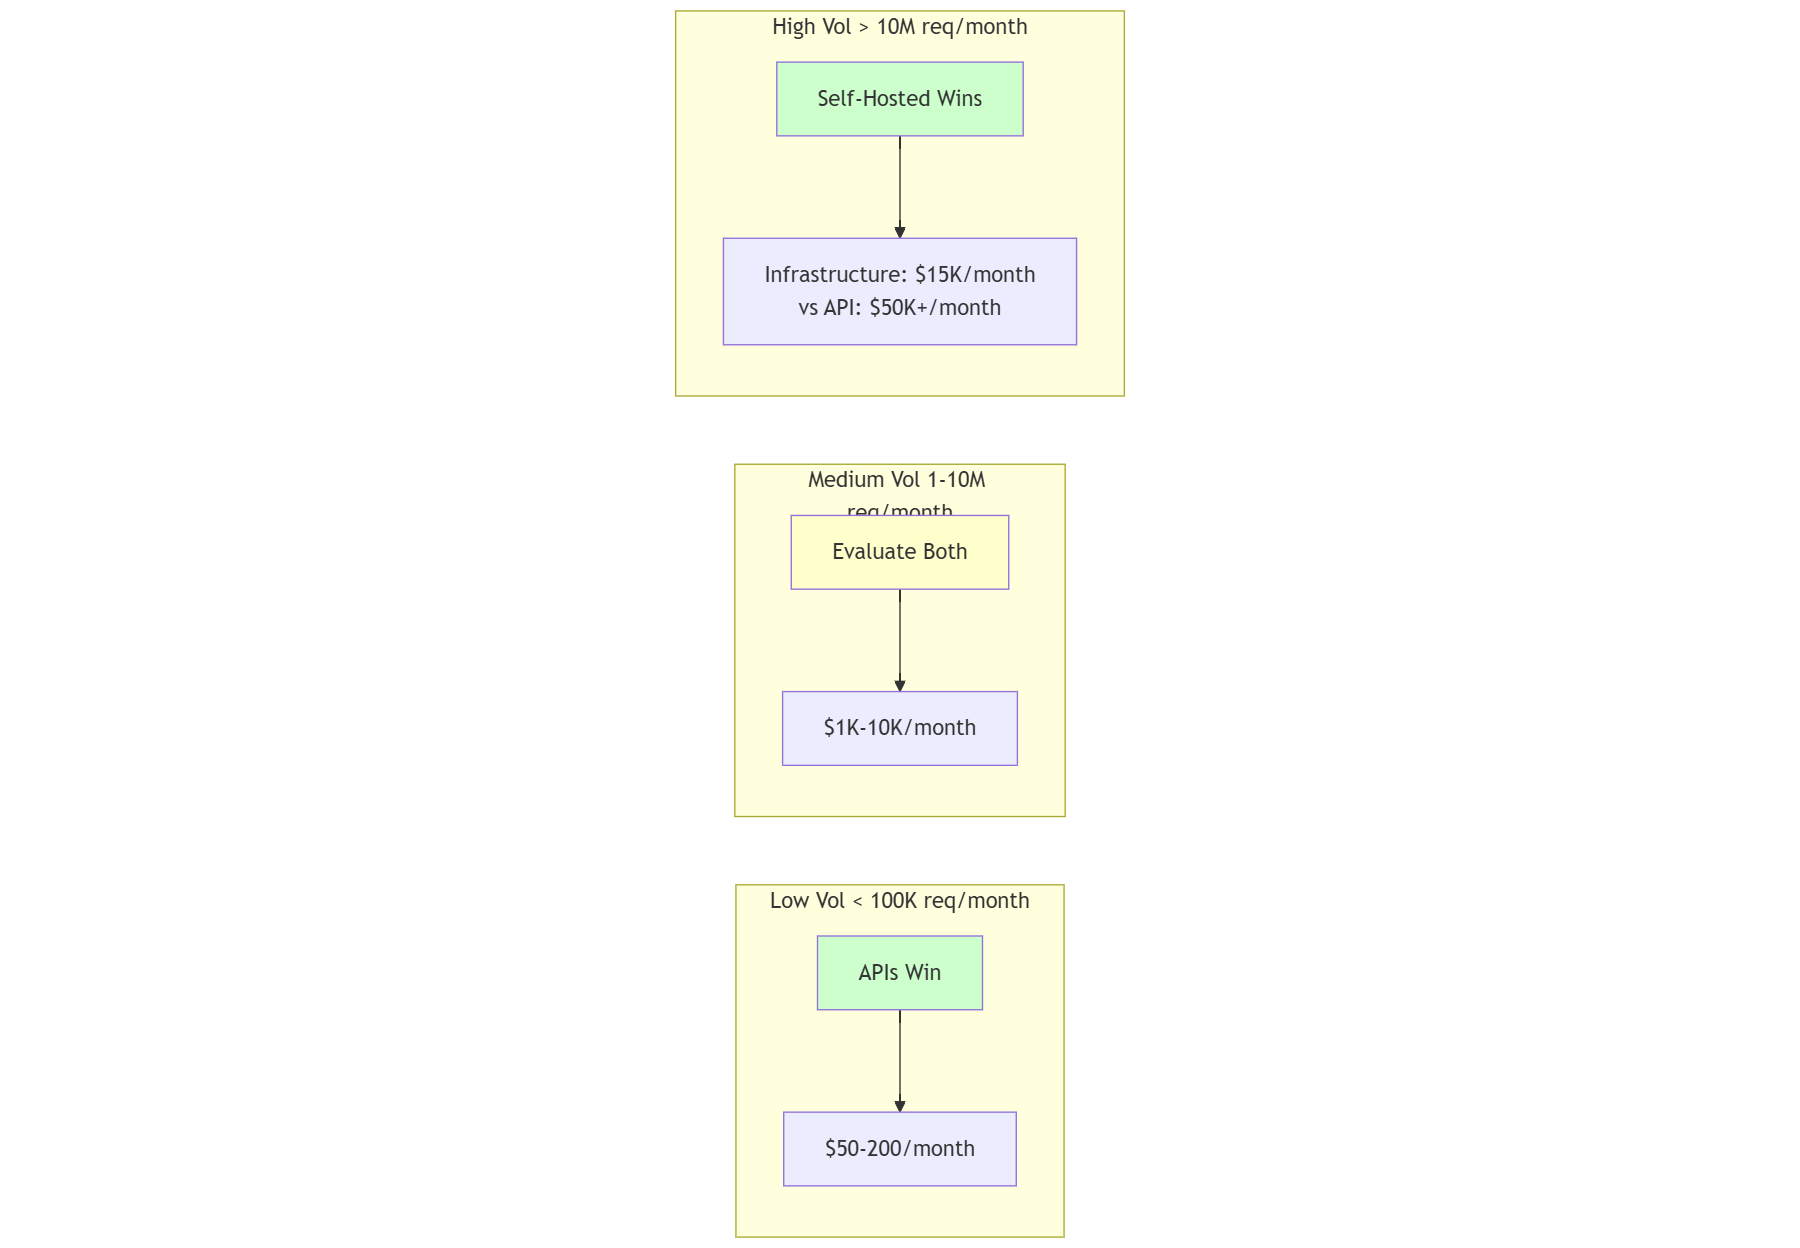 High Vol > 10M req/month
Self-Hosted Wins
Infrastructure: $15K/month
vs API: $50K+/month
Medium Vol 1-10M
req/month
Evaluate Both
$1K-10K/month
Low Vol < 100K req/month
APIs Win
$50-200/month